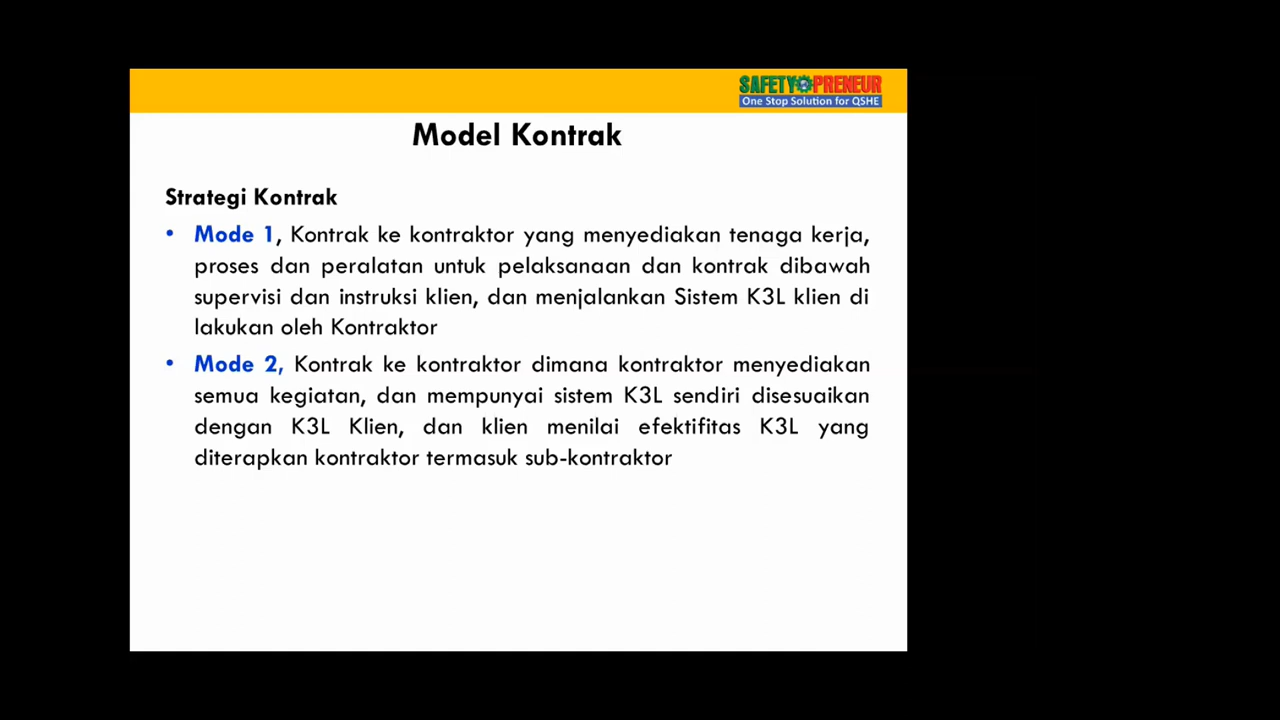 SAFETYPRENEUR
One Stop Solution for QSHE
Model Kontrak
Strategi Kontrak
• Mode 1, Kontrak ke kontraktor yang menyediakan tenaga kerja,
proses dan peralatan untuk pelaksanaan dan kontrak dibawah
supervisi dan instruksi klien, dan menjalankan Sistem K3L klien di
lakukan oleh Kontraktor
• Mode 2, Kontrak ke kontraktor dimana kontraktor menyediakan
semua kegiatan, dan mempunyai sistem K3L sendiri disesuaikan
dengan K3L Klien, dan klien menilai efektifitas K3L yang
diterapkan kontraktor termasuk sub-kontraktor